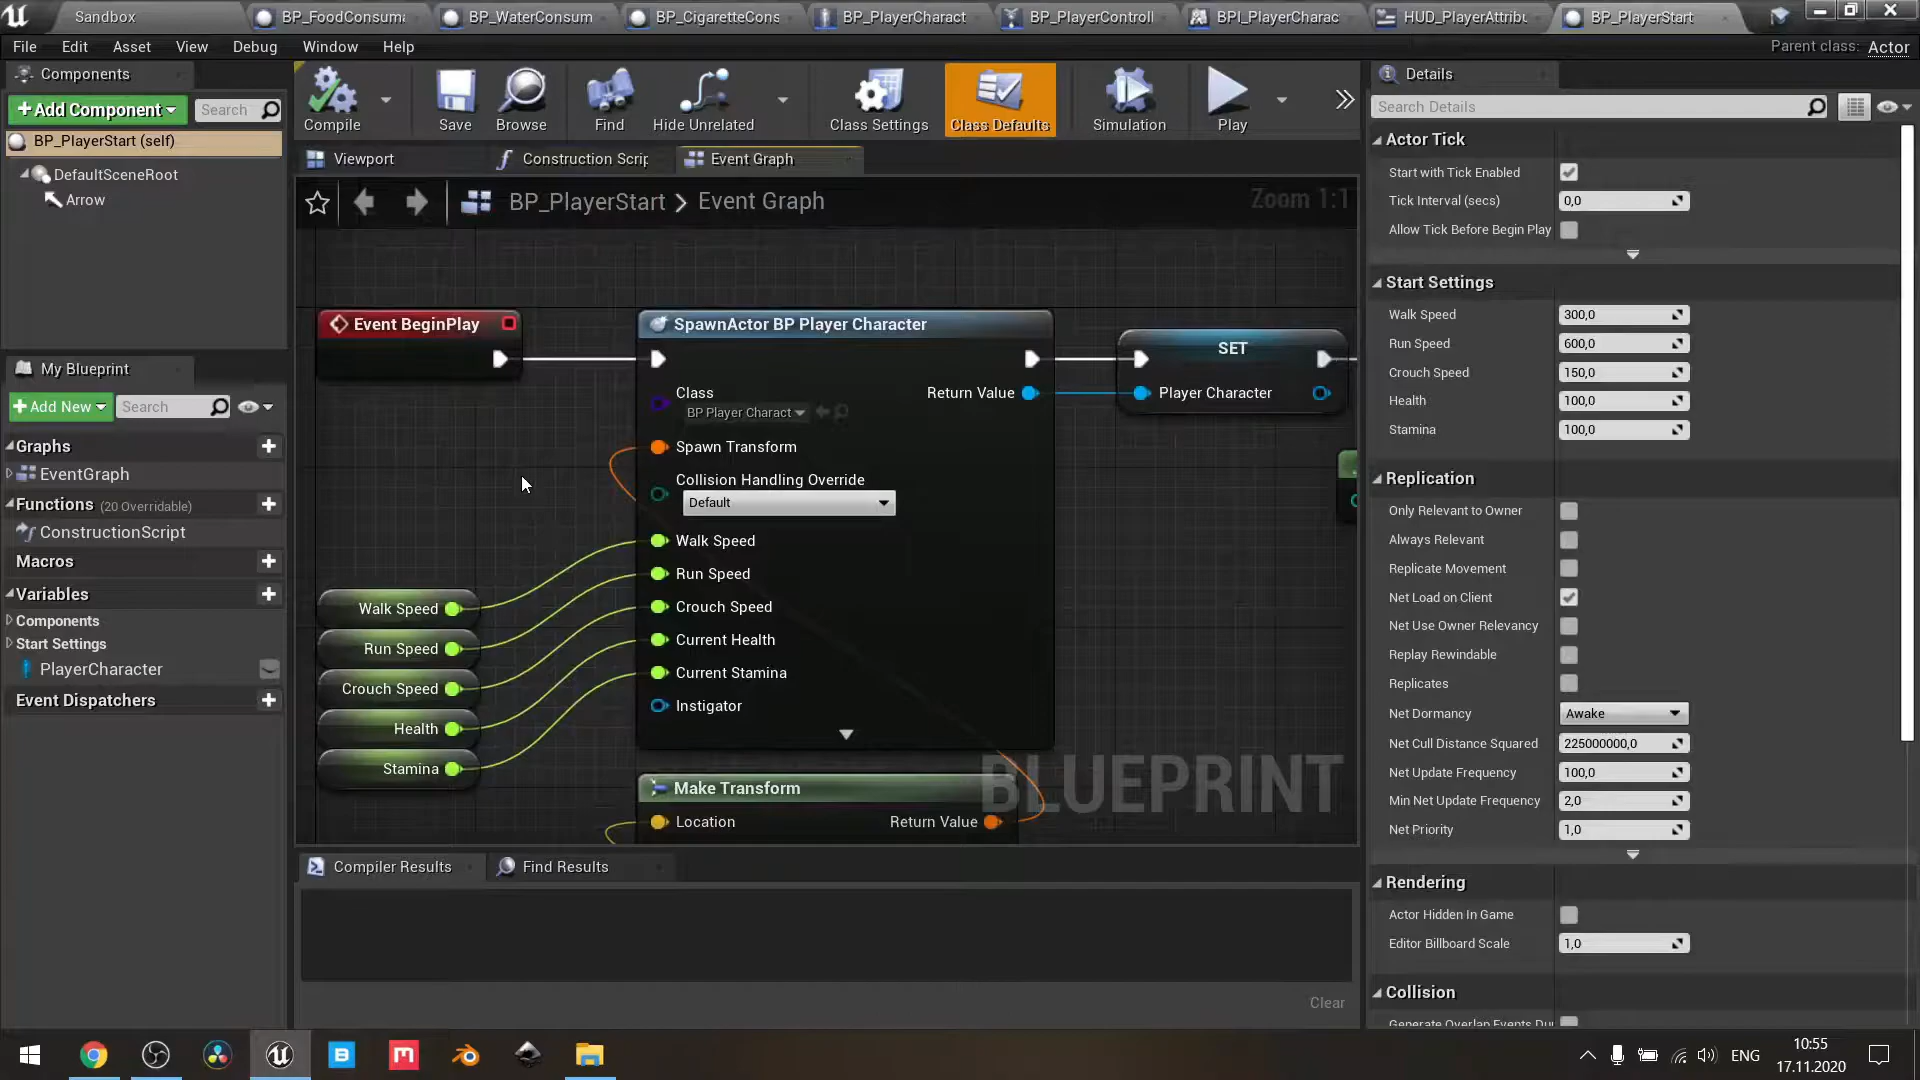 Sandbox
BP_FoodConsum
BP_WaterConsum
BP_CigaretteCons
BP_PlayerCharact
BP_PlayerControll
BPI_PlayerCharac
HUD_PlayerAttribu
BP_PlayerStart
File Edit Asset View Debug Window Help
Parent class: Actor
Components
+Add Component
Search
BP_PlayerStart (self)
DefaultSceneRoot
Arrow
My Blueprint
+Add New
Search
Graphs
EventGraph
Functions (20 Overridable)
ConstructionScript
Macros
Variables
Components
Start Settings
PlayerCharacter
Event Dispatchers
Compile
Save
Browse
Find
Hide Unrelated
Class Settings
Class Defaults
Simulation
Play
Viewport
Construction Scrip
Event Graph
BP_PlayerStart > Event Graph
Zoom 1:1
Event BeginPlay
SpawnActor BP Player Character
Class
BP Player Charact
Return Value
Spawn Transform
Collision Handling Override
Default
Walk Speed
Run Speed
Crouch Speed
Current Health
Current Stamina
Instigator
SET
Player Character
Walk Speed
Run Speed
Crouch Speed
Health
Stamina
Make Transform
Location
Return Value
BLUEPRINT
Compiler Results
Find Results
Clear
Details
Search Details
Actor Tick
Start with Tick Enabled
Tick Interval (secs) 0,0
Allow Tick Before Begin Play
Start Settings
Walk Speed 300,0
Run Speed 600,0
Crouch Speed 150,0
Health 100,0
Stamina 100,0
Replication
Only Relevant to Owner
Always Relevant
Replicate Movement
Net Load on Client
Net Use Owner Relevancy
Replay Rewindable
Replicates
Net Dormancy Awake
Net Cull Distance Squared 225000000,0
Net Update Frequency 100,0
Min Net Update Frequency 2,0
Net Priority 1,0
Rendering
Actor Hidden In Game
Editor Billboard Scale 1,0
Collision
Generate Overlap Events Du
ENG
10:55
17.11.2020